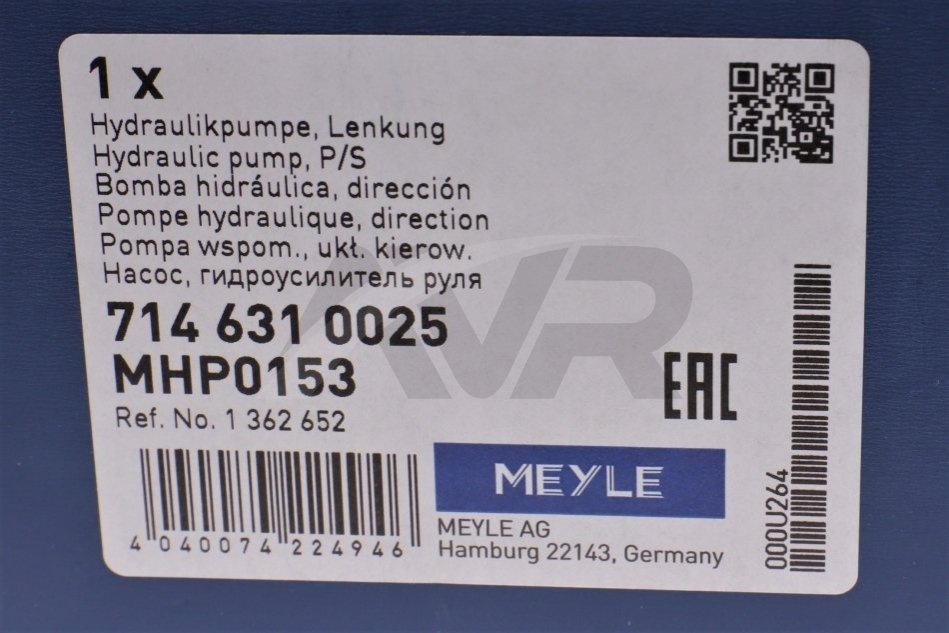 1 x
Hydraulikpumpe, Lenkung
Hydraulic pump, P/S
Bomba hidráulica, dirección
Pompe hydraulique, direction
Pompa wspom., ukł. kierow.
Насос, гидроусилитель руля
714 631 0025
MHP0153
Ref. No. 1 362 652
4 040074 224946
MEYLE
MEYLE AG
Hamburg 22143, Germany
EAC
000U264
VR